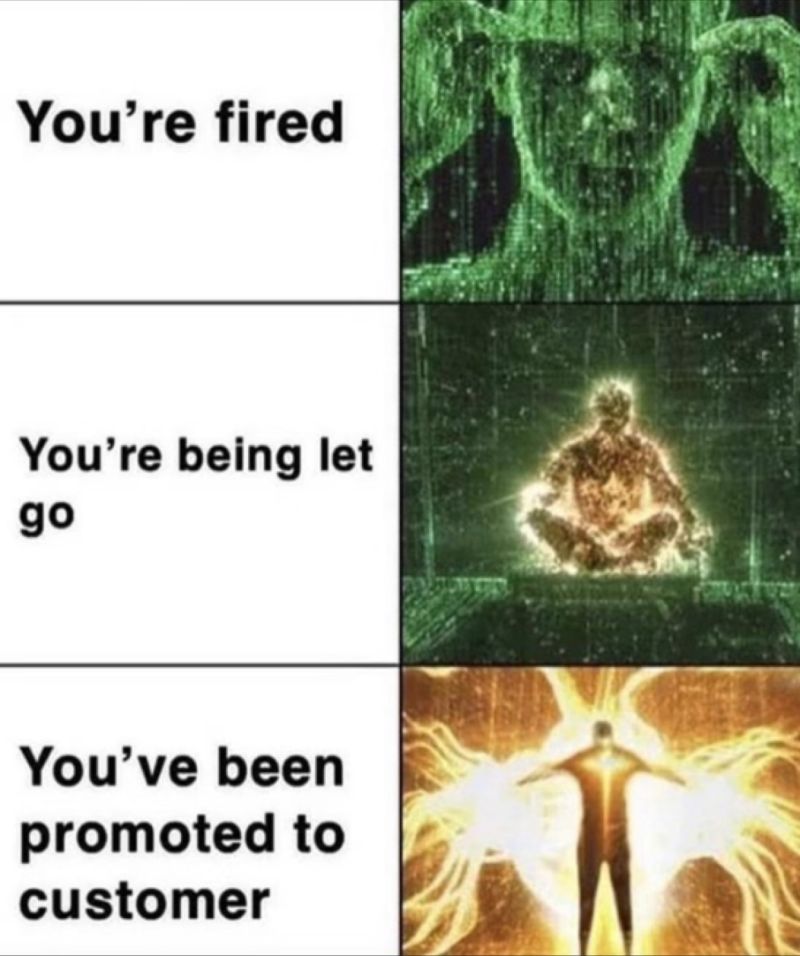 You’re fired
You’re being let
go
You’ve been
promoted to
customer